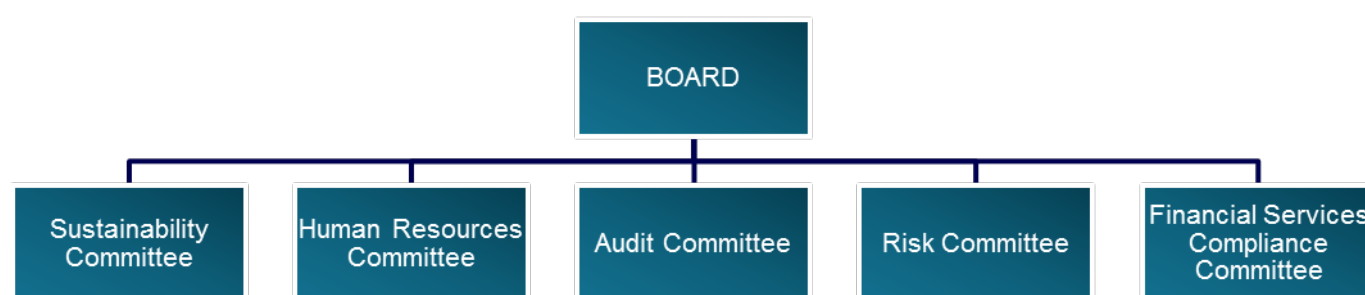 BOARD
Sustainability
Committee
Human Resources
Committee
Audit Committee
Risk Committee
Financial Services
Compliance
Committee